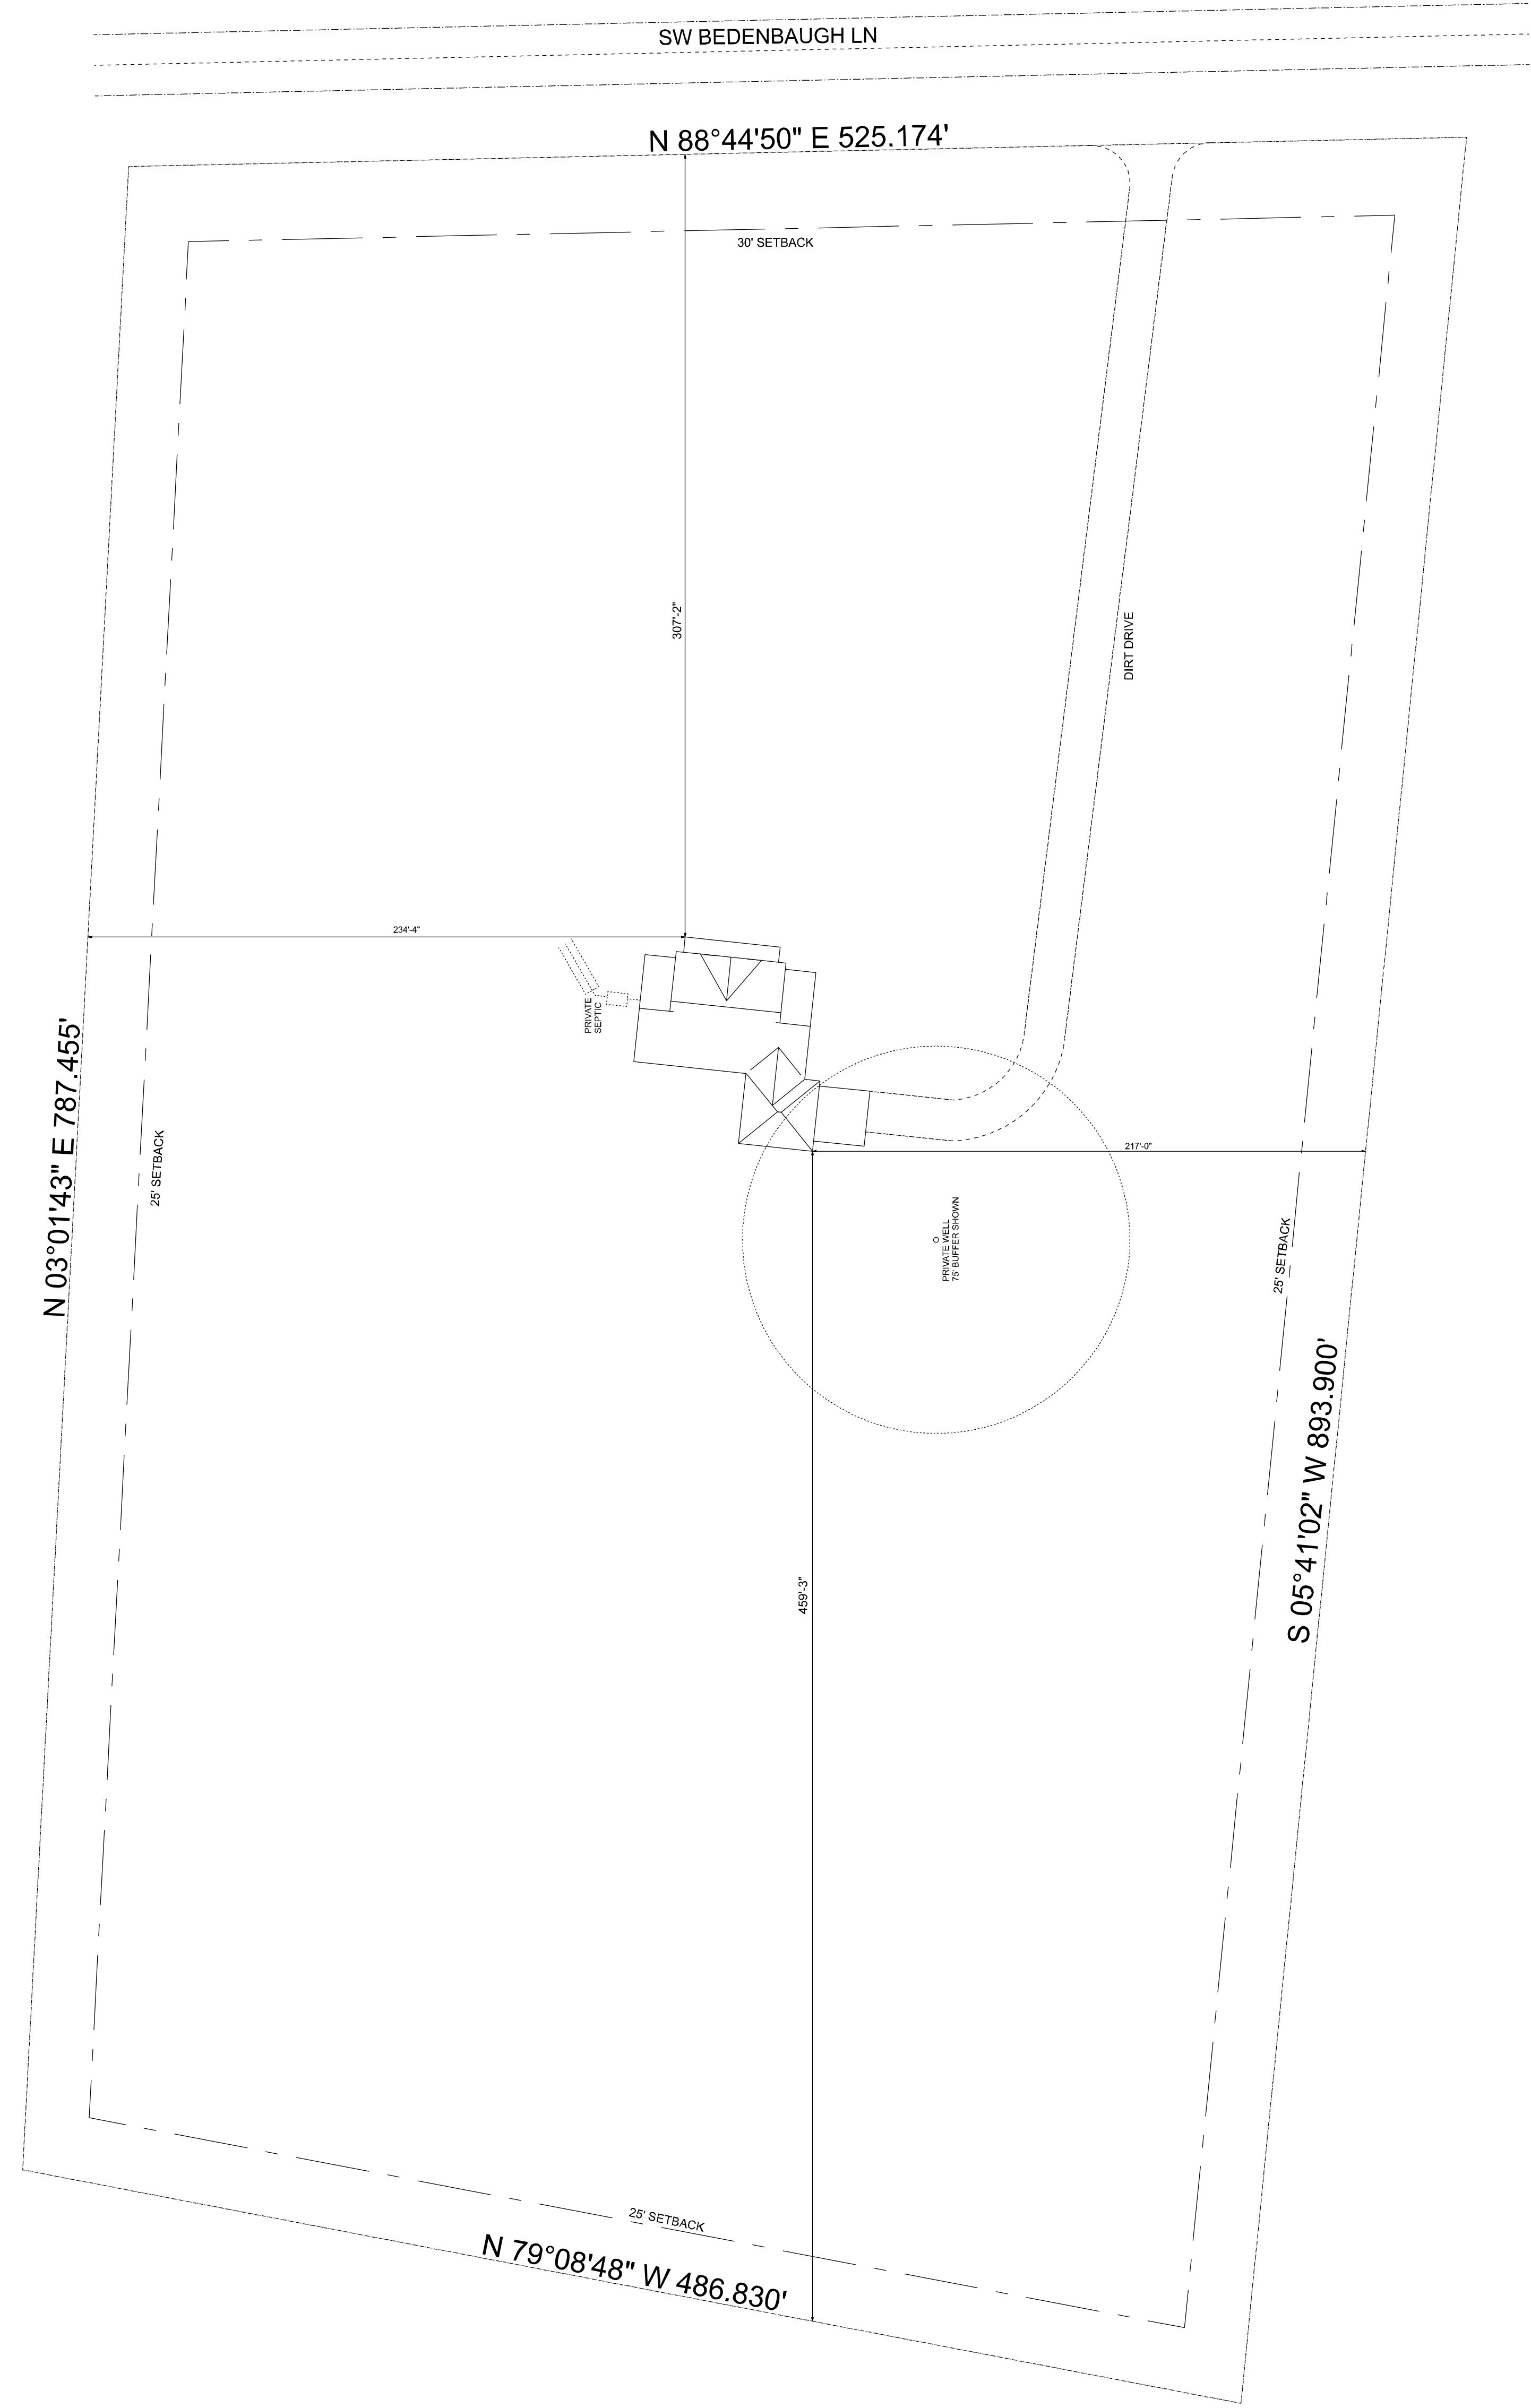 SW BEDENBAUGH LN
N 88°44'50" E 525.174'
30' SETBACK
307'-2"
DIRT DRIVE
234'-4"
PRIVATE
SEPTIC
N 03°01'43" E 787.455'
25' SETBACK
217'-0"
PRIVATE WELL
75' BUFFER SHOWN
25' SETBACK
S 05°41'02" W 893.900'
459'-3"
25' SETBACK
N 79°08'48" W 486.830'